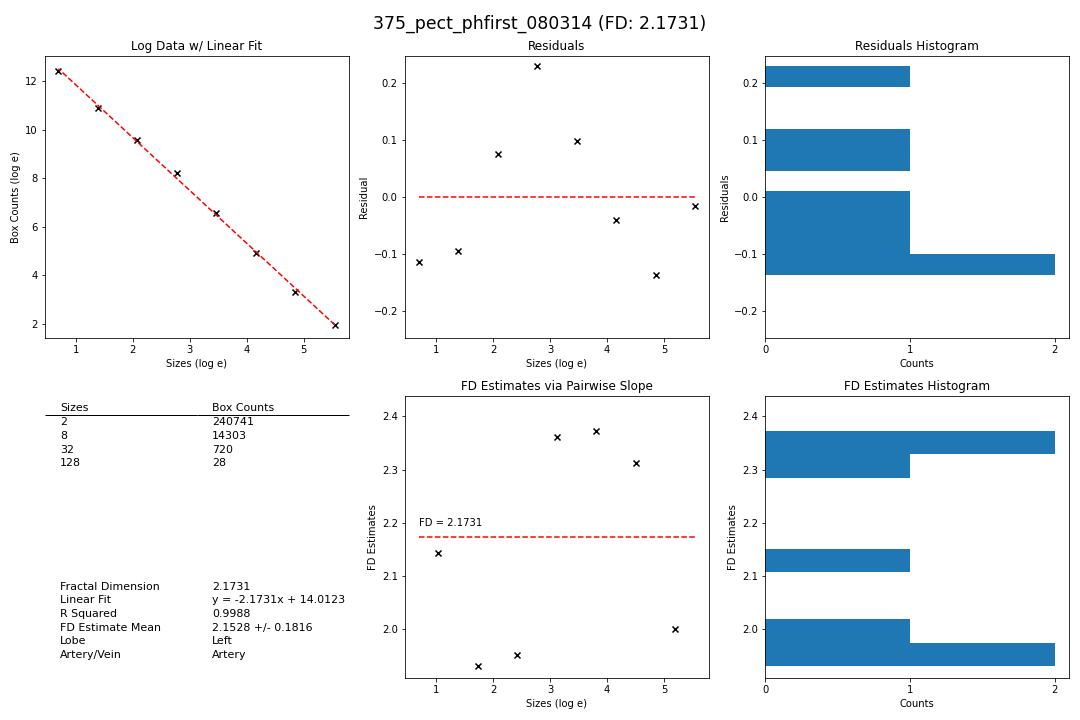 375_pect_phfirst_080314 (FD: 2.1731)
Log Data w/ Linear Fit
Box Counts (log e)
12
10
8
6
4
2
1 2 3 4 5
Sizes (log e)
Residuals
Residual
0.2
0.1
0.0
−0.1
−0.2
1 2 3 4 5
Sizes (log e)
Residuals Histogram
Residuals
0.2
0.1
0.0
−0.1
−0.2
0 1 2
Counts
Sizes Box Counts
2 240741
8 14303
32 720
128 28
Fractal Dimension 2.1731
Linear Fit y = -2.1731x + 14.0123
R Squared 0.9988
FD Estimate Mean 2.1528 +/- 0.1816
Lobe Left
Artery/Vein Artery
FD Estimates via Pairwise Slope
FD Estimates
2.4
2.3
2.2
2.1
2.0
FD = 2.1731
1 2 3 4 5
Sizes (log e)
FD Estimates Histogram
FD Estimates
2.4
2.3
2.2
2.1
2.0
0 1 2
Counts